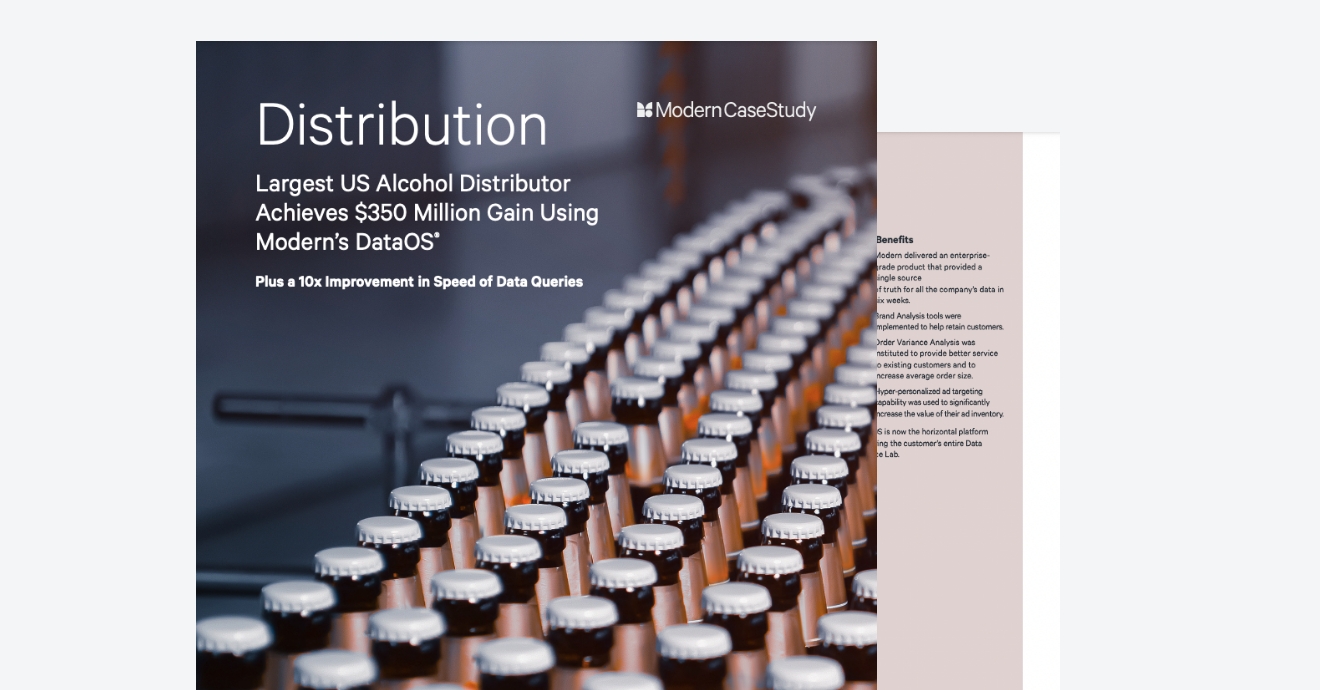 Distribution
ModernCaseStudy
Largest US Alcohol Distributor
Achieves $350 Million Gain Using
Modern's DataOS®
Plus a 10x Improvement in Speed of Data Queries
Benefits
Modern delivered an enterprise-
grade product that provided a
single source
of truth for all the company's data in
six weeks.
Brand Analysis tools were
implemented to help retain customers.
Order Variance Analysis was
instituted to provide better service
to existing customers and to
increase average order size.
Hyper-personalized ad targeting
capability was used to significantly
increase the value of their ad inventory.
is now the horizontal platform
the customer's entire Data
Lab.